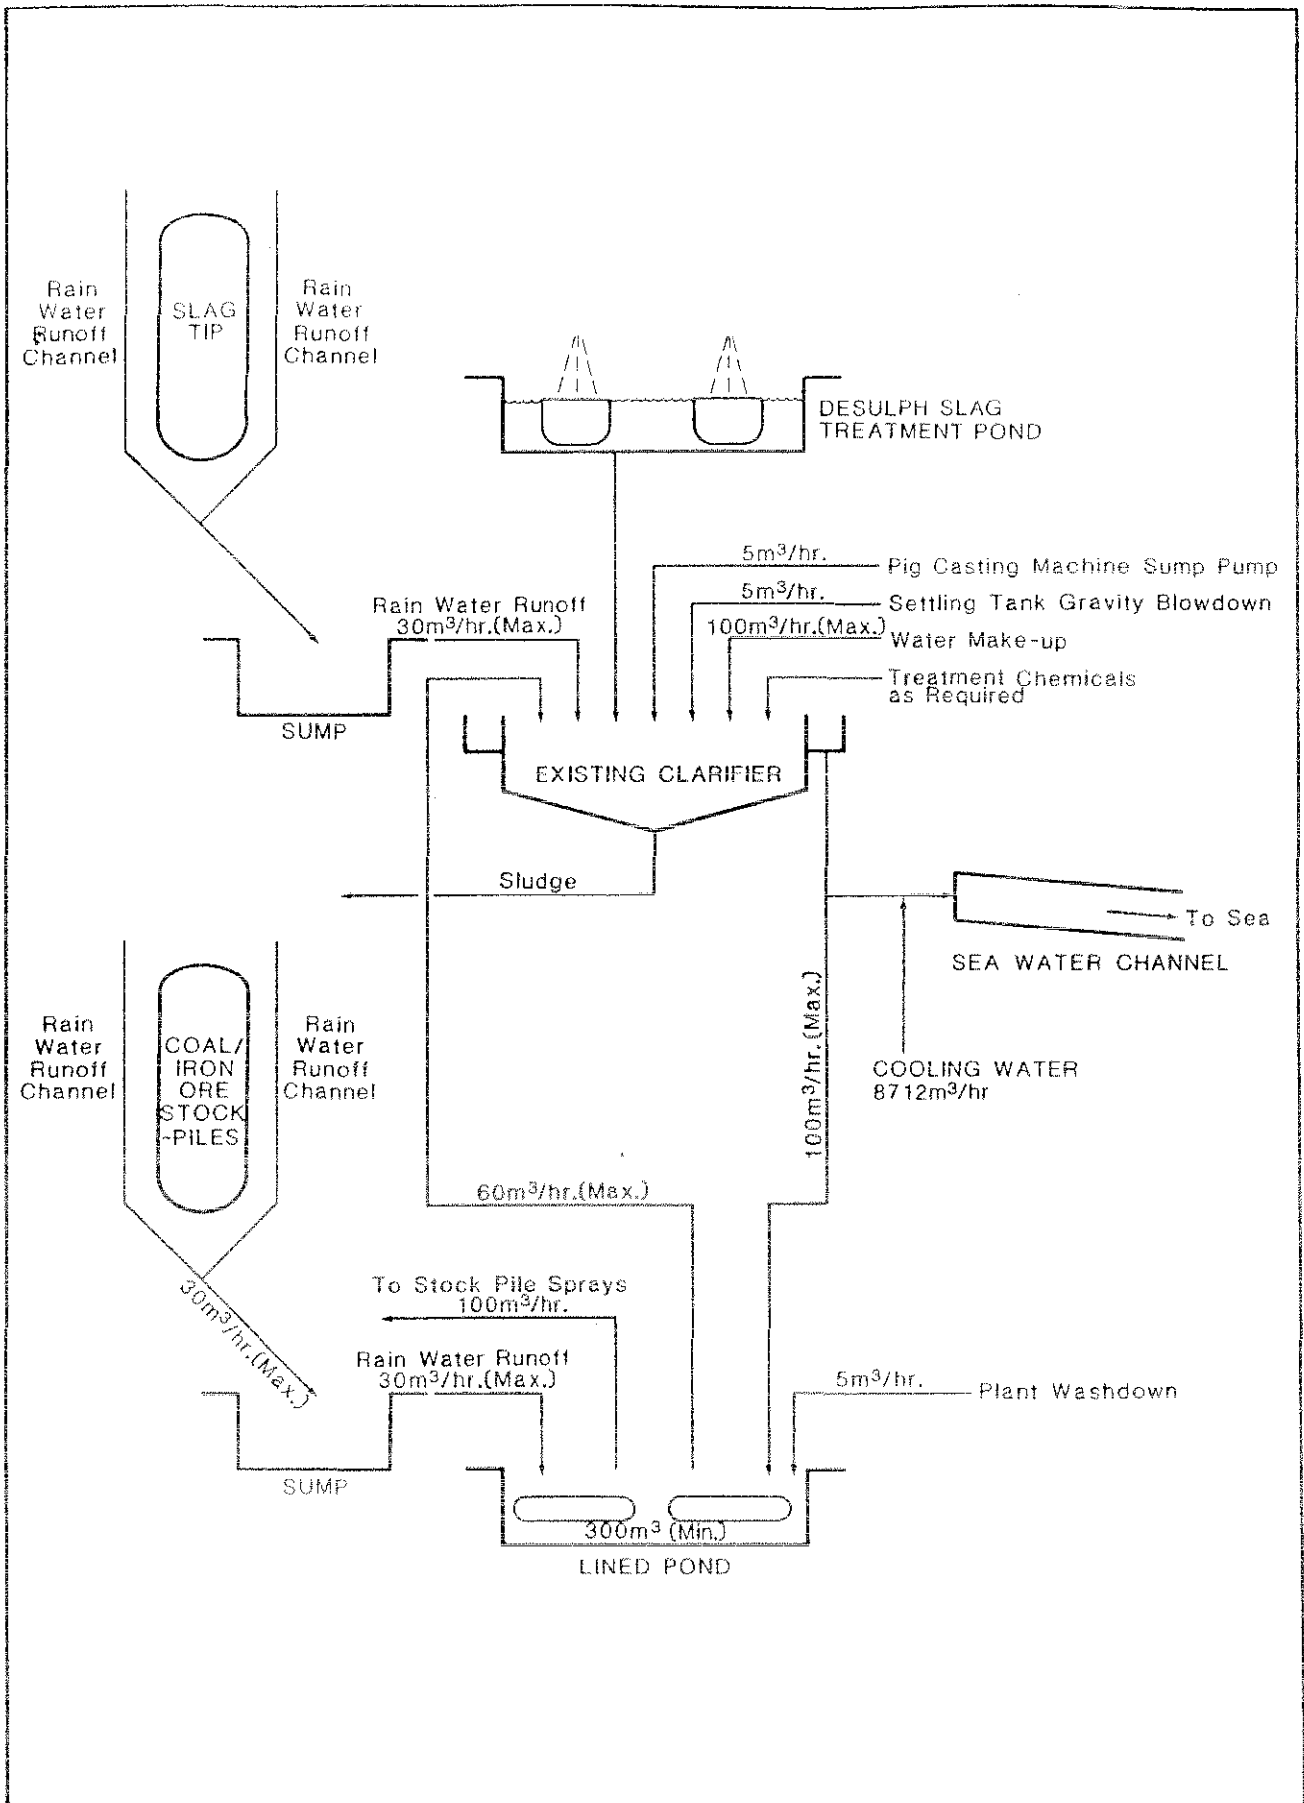 Rain
Water
Runoff
Channel
SLAG
TIP
Rain
Water
Runoff
Channel
DESULPH SLAG
TREATMENT POND
5m³/hr.
Pig Casting Machine Sump Pump
5m³/hr.
Settling Tank Gravity Blowdown
100m³/hr.(Max.)
Water Make-up
Treatment Chemicals
as Required
Rain Water Runoff
30m³/hr.(Max.)
SUMP
EXISTING CLARIFIER
Sludge
To Sea
SEA WATER CHANNEL
COOLING WATER
8712m³/hr
100m³/hr.(Max.)
Rain
Water
Runoff
Channel
COAL/
IRON
ORE
STOCK
-PILES
Rain
Water
Runoff
Channel
60m³/hr.(Max.)
30m³/hr.(Max.)
To Stock Pile Sprays
100m³/hr.
Rain Water Runoff
30m³/hr.(Max.)
5m³/hr.
Plant Washdown
SUMP
300m³ (Min.)
LINED POND